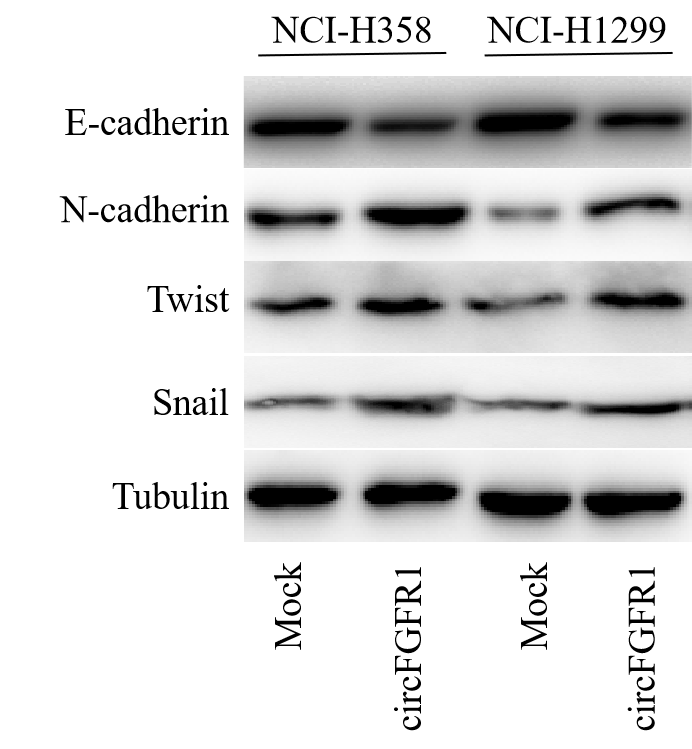 NCI-H358 NCI-H1299
E-cadherin
N-cadherin
Twist
Snail
Tubulin
Mock circFGFR1 Mock circFGFR1